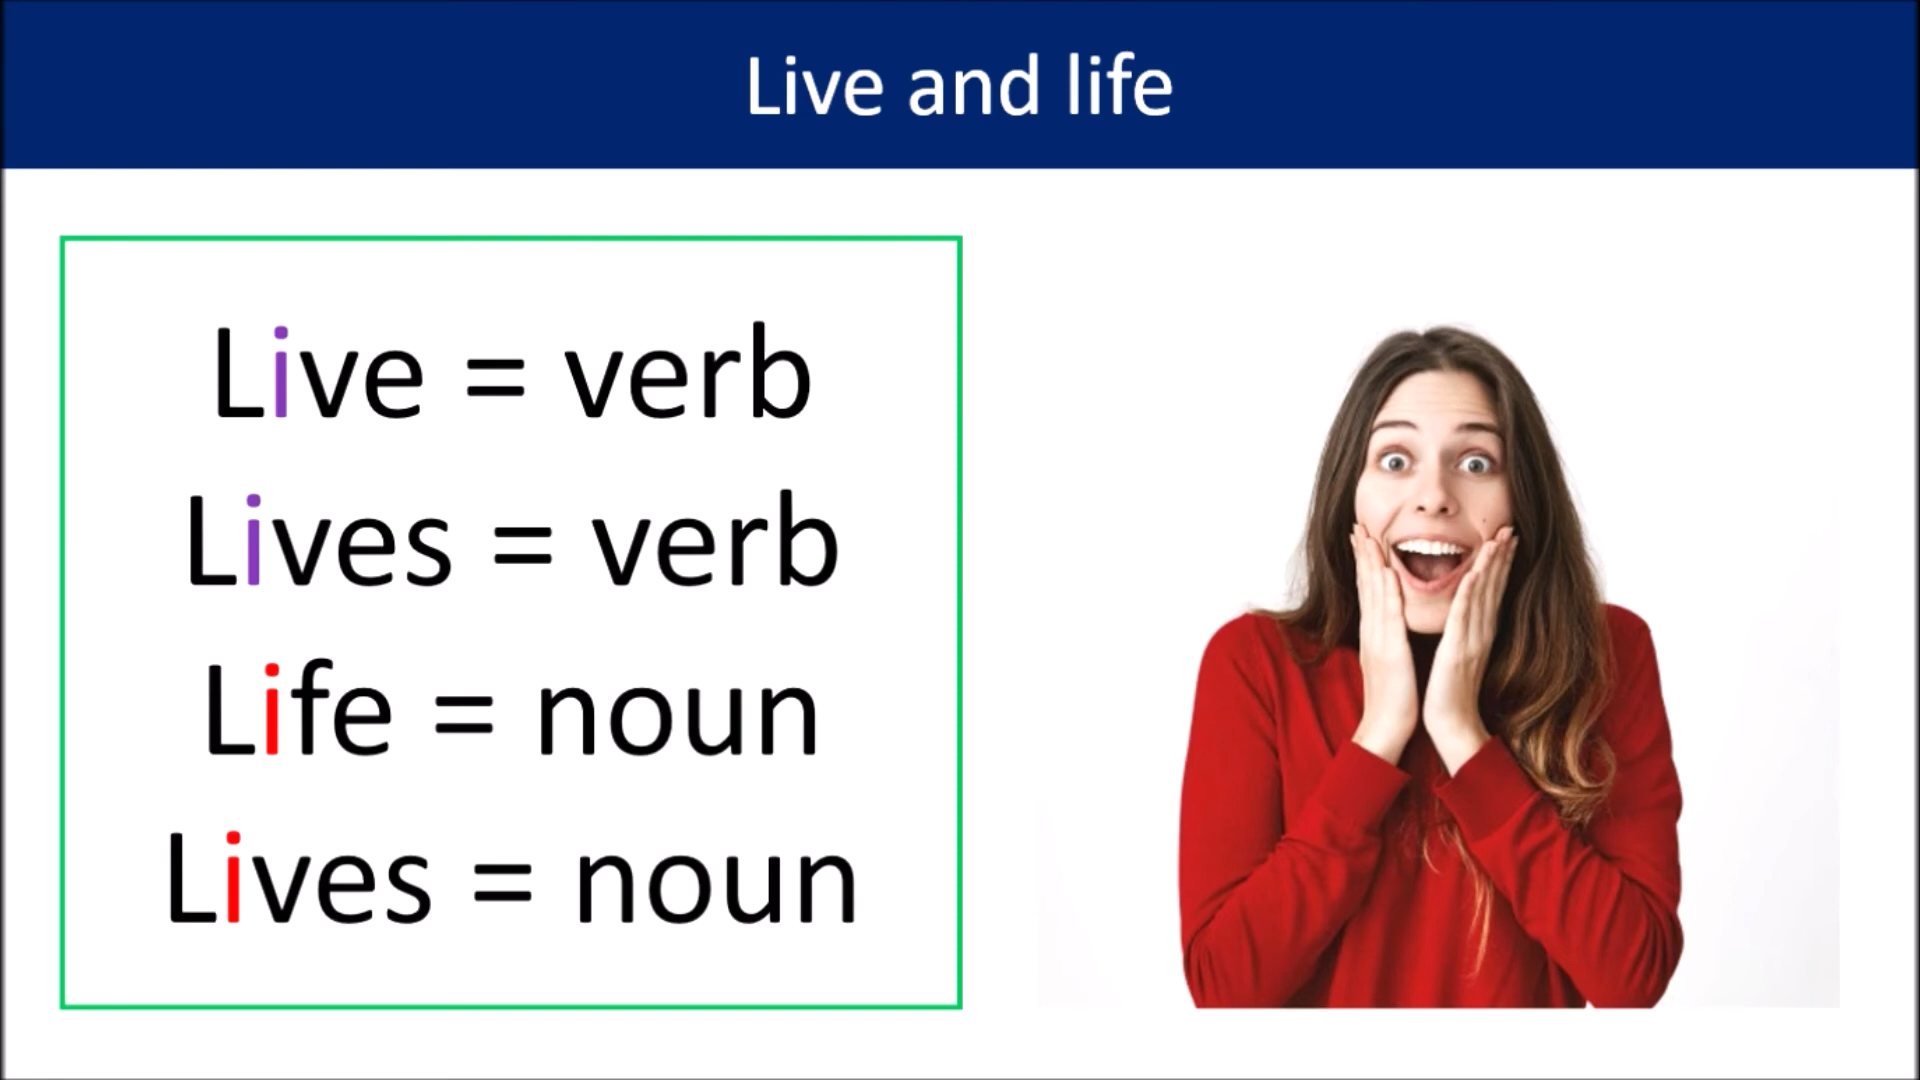 Live and life
Live = verb
Lives = verb
Life = noun
Lives = noun